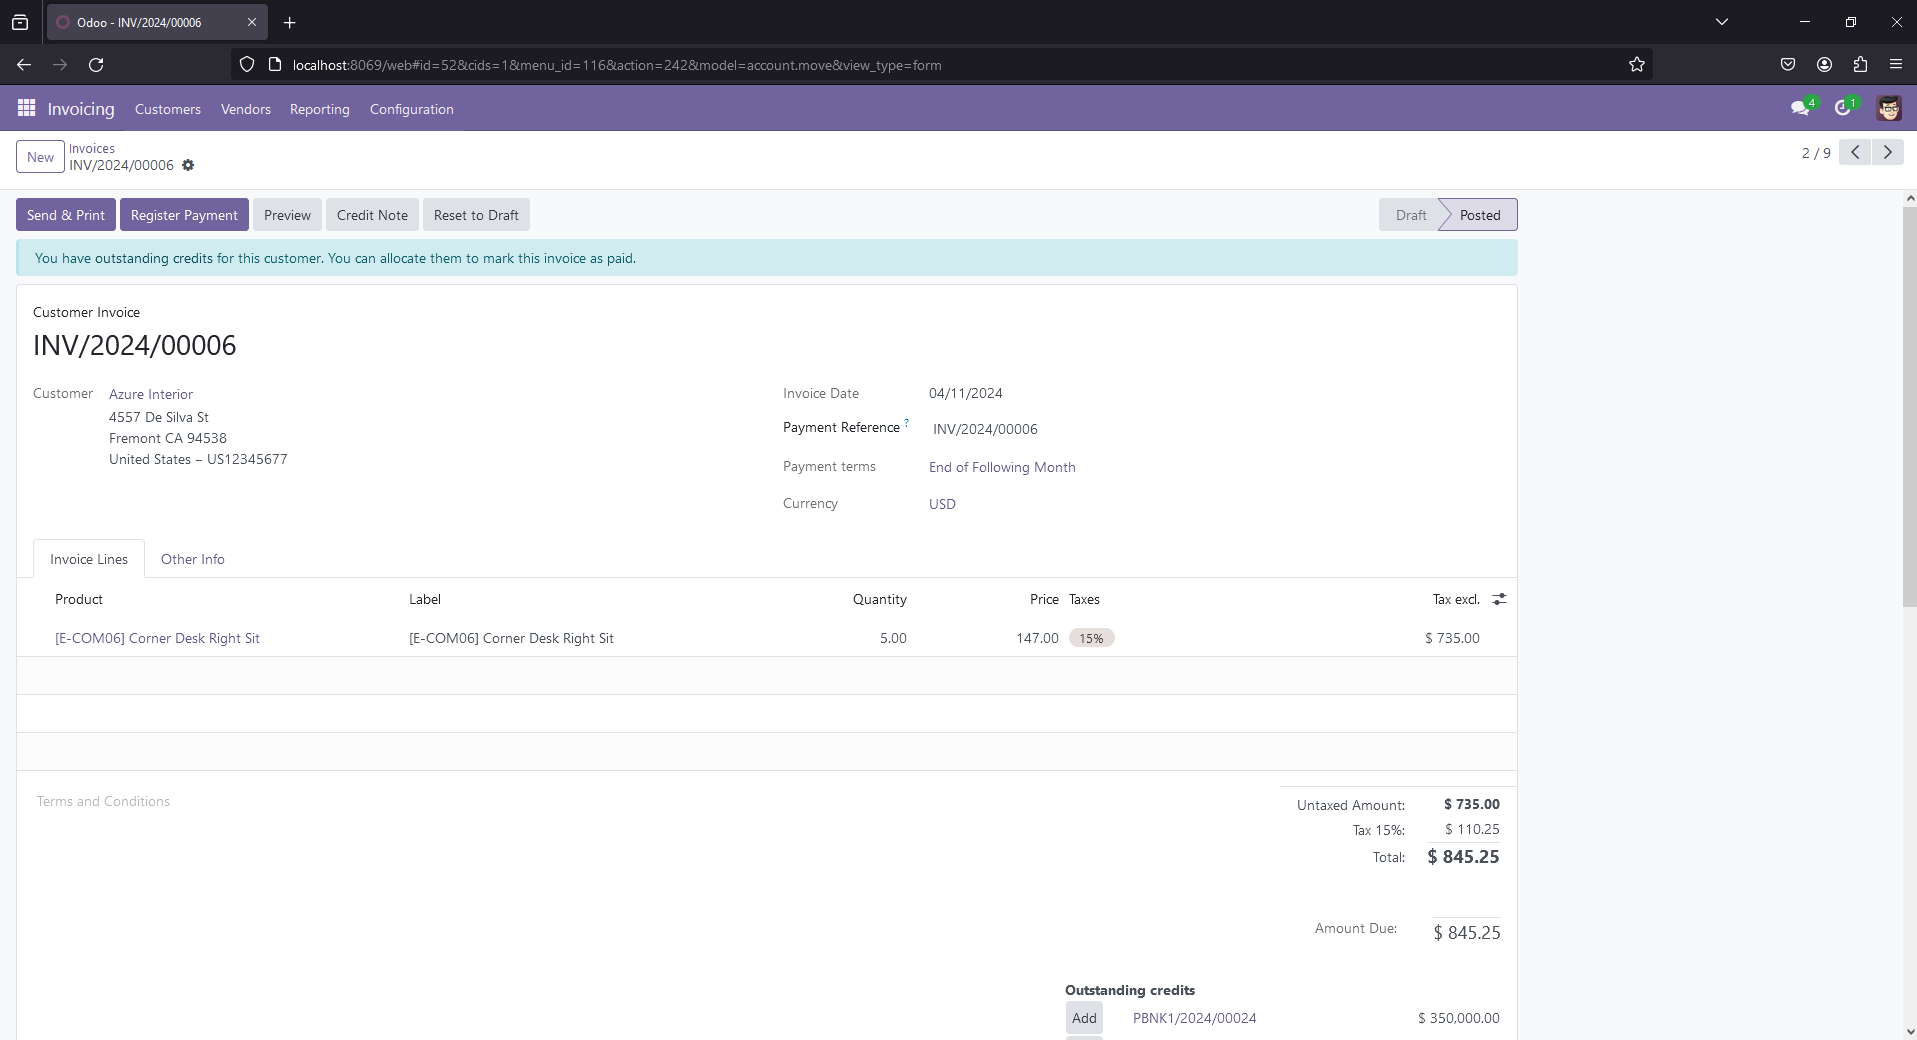 Odoo - INV/2024/00006
localhost:8069/web#id=52&cids=1&menu_id=116&action=242&model=account.move&view_type=form
Invoicing Customers Vendors Reporting Configuration 4 1
New Invoices
INV/2024/00006
2 / 9
Send & Print Register Payment Preview Credit Note Reset to Draft Draft Posted
You have outstanding credits for this customer. You can allocate them to mark this invoice as paid.
Customer Invoice
INV/2024/00006
Customer Azure Interior
4557 De Silva St
Fremont CA 94538
United States – US12345677
Invoice Date 04/11/2024
Payment Reference ? INV/2024/00006
Payment terms End of Following Month
Currency USD
Invoice Lines Other Info
Product Label Quantity Price Taxes Tax excl.
[E-COM06] Corner Desk Right Sit [E-COM06] Corner Desk Right Sit 5.00 147.00 15% $ 735.00
Terms and Conditions
Untaxed Amount: $ 735.00
Tax 15%: $ 110.25
Total: $ 845.25
Amount Due: $ 845.25
Outstanding credits
Add PBNK1/2024/00024 $ 350,000.00